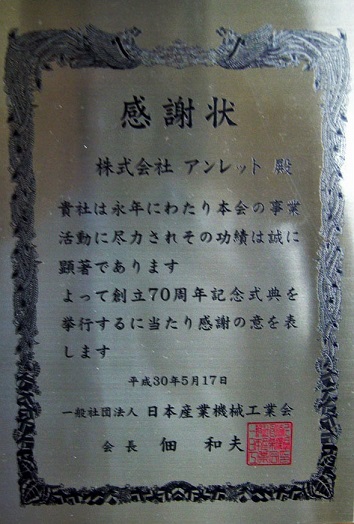 感謝状
株式会社 アンレット 殿
貴社は永年にわたり本会の事業
活動に尽力されその功績は誠に
顕著であります
よって創立70周年記念式典を
挙行するに当たり感謝の意を表
します
平成30年5月17日
一般社団法人 日本産業機械工業会
会長 佃 和夫